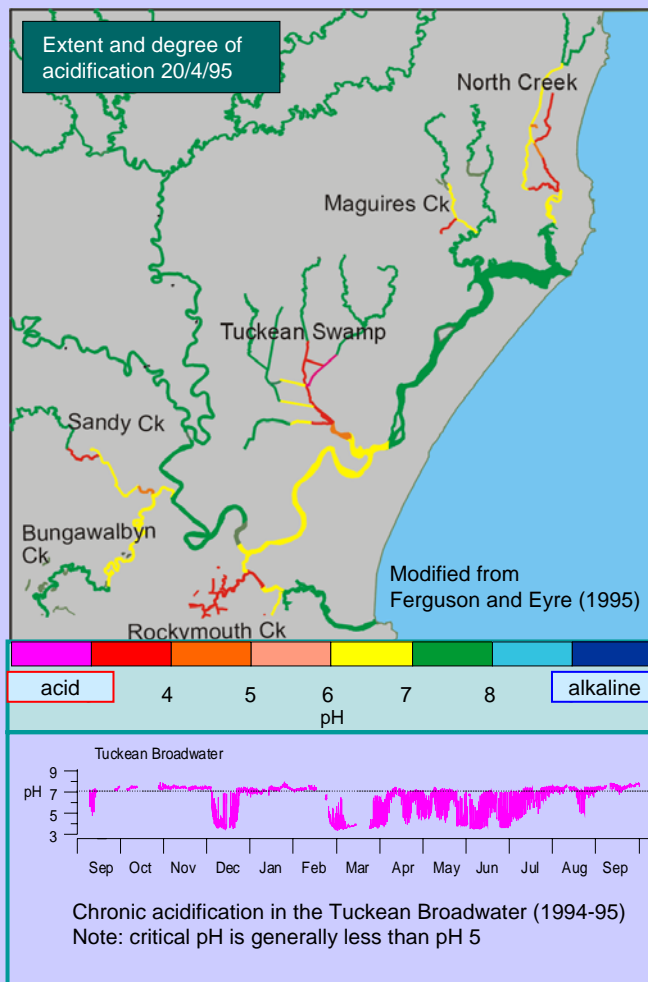 Extent and degree of
acidification 20/4/95
North Creek
Maguires Ck
Tuckean Swamp
Sandy Ck
Bungawalbyn
Ck
Modified from
Ferguson and Eyre (1995)
Rockymouth Ck
acid 4 5 6 7 8 alkaline
pH
Tuckean Broadwater
9
pH 7
5
3
Sep Oct Nov Dec Jan Feb Mar Apr May Jun Jul Aug Sep
Chronic acidification in the Tuckean Broadwater (1994-95)
Note: critical pH is generally less than pH 5